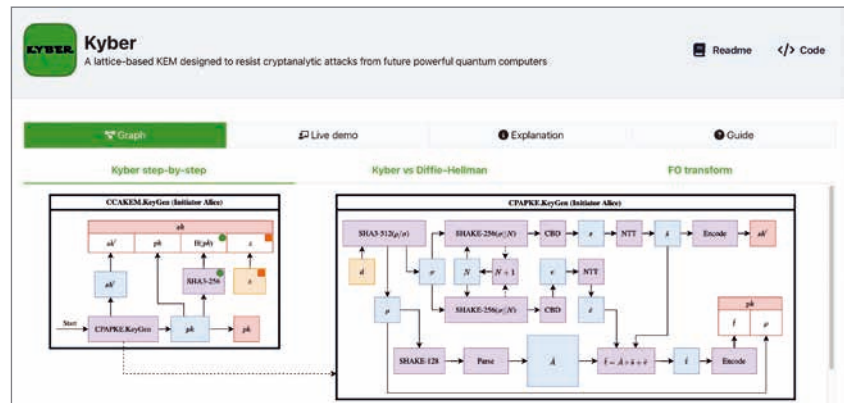 KYBER
Kyber
A lattice-based KEM designed to resist cryptanalytic attacks from future powerful quantum computers
Readme
</> Code
Graph
Live demo
Explanation
Guide
Kyber step-by-step
Kyber vs Diffie-Hellman
FO transform
CCAKEM.KeyGen (Initiator Alice)
sk
sk' pk H(pk) z
sk' SHA3-256 z
Start CPAPKE.KeyGen pk pk
CPAPKE.KeyGen (Initiator Alice)
SHA3-512(ρ/σ) SHAKE-256(σ||N) CBD s NTT ŝ Encode sk'
d σ N N + 1 e NTT
ρ SHAKE-256(σ||N) CBD ê
pk
t̂ ρ
SHAKE-128 Parse Â t̂ = Â ∘ ŝ + ê t̂ Encode